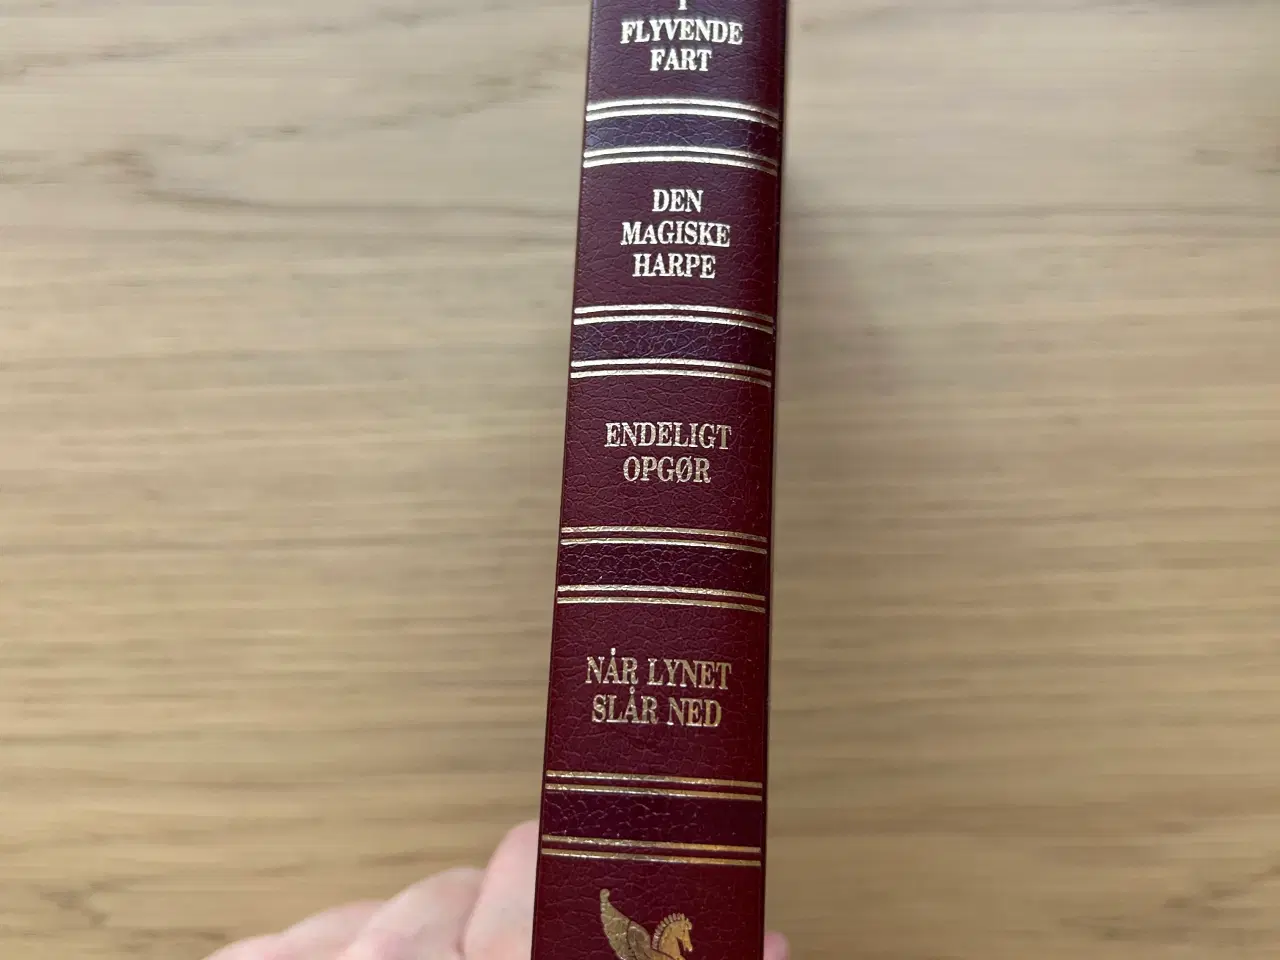 I
FLYVENDE
FART
DEN
MAGISKE
HARPE
ENDELIGT
OPGØR
NÅR LYNET
SLÅR NED